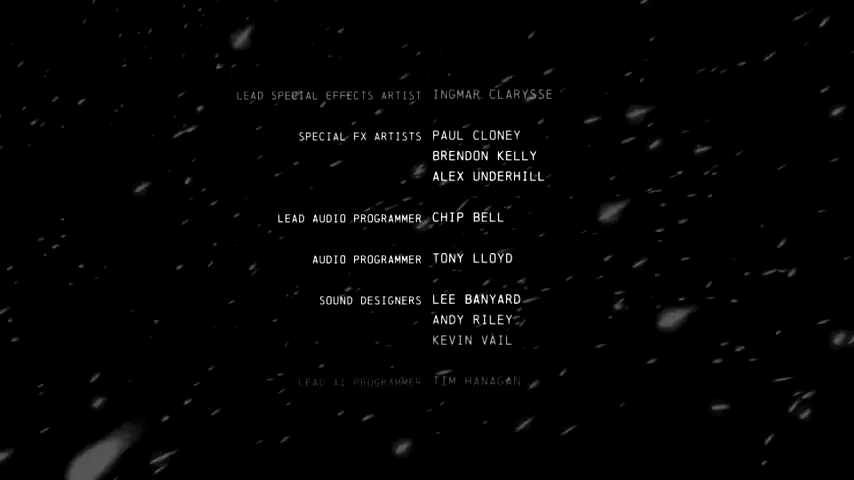 LEAD SPECIAL EFFECTS ARTIST INGMAR CLARYSSE
SPECIAL FX ARTISTS PAUL CLONEY
BRENDON KELLY
ALEX UNDERHILL
LEAD AUDIO PROGRAMMER CHIP BELL
AUDIO PROGRAMMER TONY LLOYD
SOUND DESIGNERS LEE BANYARD
ANDY RILEY
KEVIN VAIL
LEAD AI PROGRAMMER TIM HANAGAN